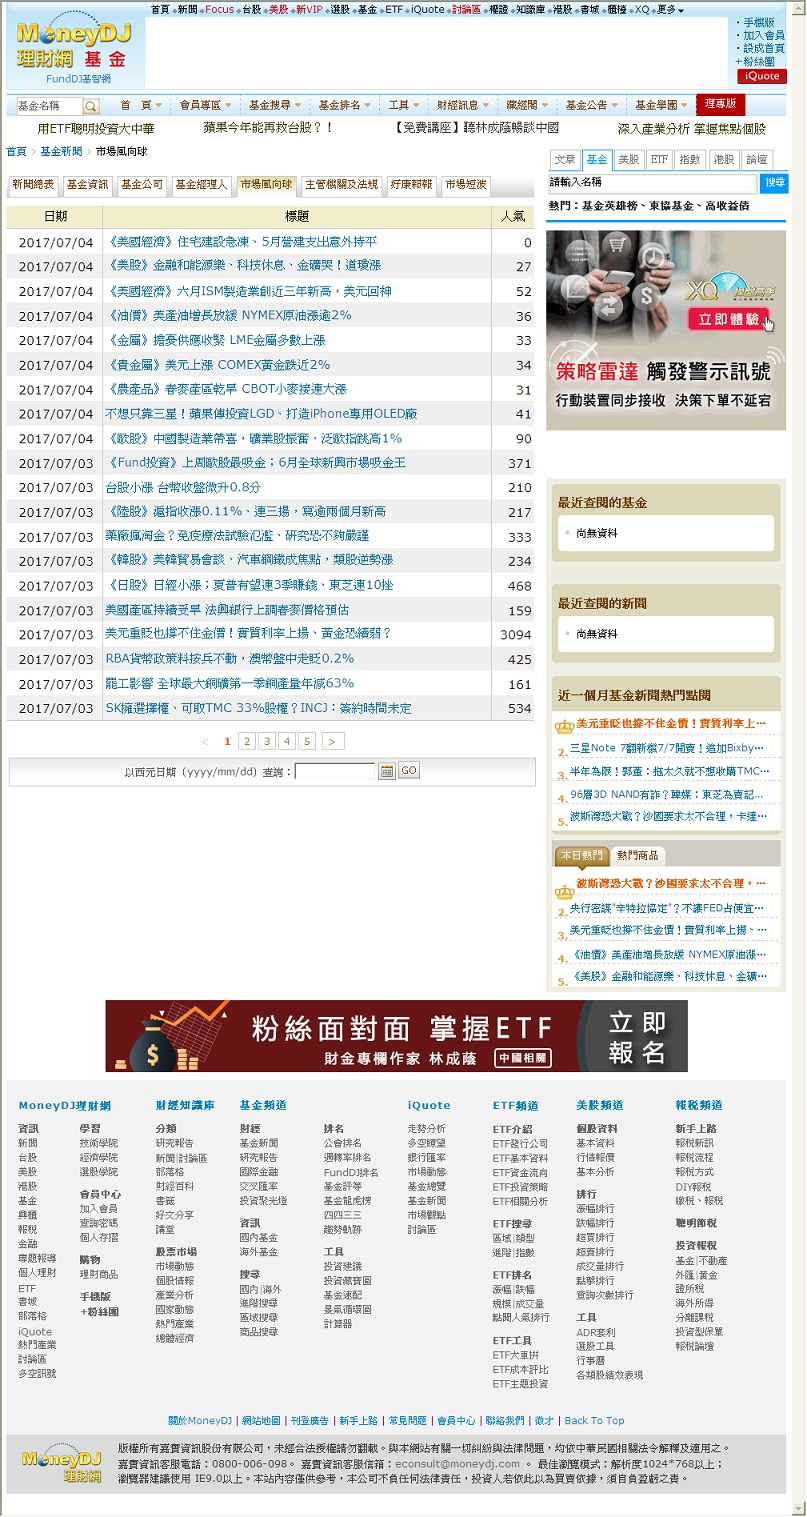 首頁 新聞 Focus 台股 美股 新VIP 選股 基金 ETF iQuote 討論區 權證 知識庫 港股 書城 櫃檯 XQ 更多
MoneyDJ
理財網 基金
FundDJ基智網
手機版
加入會員
設成首頁
+粉絲團
iQuote
基金名稱
首 頁 會員專區 基金搜尋 基金排名 工具 財經訊息 藏經閣 基金公告 基金學園 理專版
用ETF聰明投資大中華 蘋果今年能再救台股？！ 【免費講座】聽林成蔭暢談中國 深入產業分析 掌握焦點個股
首頁 > 基金新聞 > 市場風向球
新聞總表 基金資訊 基金公司 基金經理人 市場風向球 主管機關及法規 好康報報 市場短波
日期 標題 人氣
2017/07/04 《美國經濟》住宅建設急凍、5月營建支出意外持平 0
2017/07/04 《美股》金融和能源樂、科技休息、金礦哭！道瓊漲 27
2017/07/04 《美國經濟》六月ISM製造業創近三年新高，美元回神 52
2017/07/04 《油價》美產油增長放緩 NYMEX原油漲逾2% 36
2017/07/04 《金屬》擔憂供應收緊 LME金屬多數上漲 33
2017/07/04 《貴金屬》美元上漲 COMEX黃金跌近2% 34
2017/07/04 《農產品》春麥產區乾旱 CBOT小麥接連大漲 31
2017/07/04 不想只靠三星！蘋果傳投資LGD、打造iPhone專用OLED廠 41
2017/07/04 《歐股》中國製造業帶喜，礦業股振奮、泛歐指跳高1% 90
2017/07/03 《Fund投資》上周歐股最吸金；6月全球新興市場吸金王 371
2017/07/03 台股小漲 台幣收盤微升0.8分 210
2017/07/03 《陸股》滬指收漲0.11%、連三揚，寫逾兩個月新高 217
2017/07/03 藥廠瘋淘金？免疫療法試驗氾濫、研究恐不夠嚴謹 333
2017/07/03 《韓股》美韓貿易會談、汽車鋼鐵成焦點，類股逆勢漲 234
2017/07/03 《日股》日經小漲；夏普有望連3季賺錢、東芝連10挫 468
2017/07/03 美國產區持續受旱 法興銀行上調春麥價格預估 159
2017/07/03 美元重貶也撐不住金價！實質利率上揚、黃金恐續弱？ 3094
2017/07/03 RBA貨幣政策料按兵不動，澳幣盤中走貶0.2% 425
2017/07/03 罷工影響 全球最大銅礦第一季銅產量年減63% 161
2017/07/03 SK擁選擇權、可取TMC 33%股權？INCJ：簽約時間未定 534
< 1 2 3 4 5 >
以西元日期 (yyyy/mm/dd) 查詢： GO
文章 基金 美股 ETF 指數 港股 論壇
請輸入名稱 搜尋
熱門：基金英雄榜、東協基金、高收益債
立即體驗
策略雷達 觸發警示訊號
行動裝置同步接收 決策下單不延宕
最近查閱的基金
尚無資料
最近查閱的新聞
尚無資料
近一個月基金新聞熱門點閱
美元重貶也撐不住金價！實質利率上…
2. 三星Note 7翻新機7/7開賣！追加Bixby…
3. 半年為限！郭董：抱太久就不想收購TMC…
4. 96層3D NAND有詐？韓媒：東芝為賣記…
5. 波斯灣恐大戰？沙國要求太不合理，卡達…
本日熱門 熱門商品
波斯灣恐大戰？沙國要求太不合理，…
2. 央行密謀"辛特拉協定"？不讓FED占便宜…
3. 美元重貶也撐不住金價！實質利率上揚、…
4. 《油價》美產油增長放緩 NYMEX原油漲…
5. 《美股》金融和能源樂、科技休息、金礦…
粉絲面對面 掌握ETF
財金專欄作家 林成蔭 中國相關
立即
報名
MoneyDJ理財網
資訊
新聞
台股
美股
港股
基金
興櫃
報稅
金融
專題報導
個人理財
ETF
書城
部落格
iQuote
熱門產業
討論區
多空訊號
學習
技術學院
經濟學院
選股學院
會員中心
加入會員
查詢密碼
個人存摺
購物
理財商品
手機版
+粉絲團
財經知識庫
分類
研究報告
新聞|討論區
部落格
財經百科
書籤
好文分享
講堂
股票市場
市場動態
個股情報
產業分析
國家動態
熱門產業
總體經濟
基金頻道
財經
基金新聞
研究報告
國際金融
交叉匯率
投資聚光燈
資訊
國內基金
海外基金
搜尋
國內|海外
進階搜尋
區域搜尋
商品搜尋
排名
公會排名
週轉率排名
FundDJ排名
基金評等
基金龍虎榜
四四三三
趨勢軌跡
工具
投資建議
投資藏寶圖
基金速配
景氣循環圖
計算器
iQuote
走勢分析
多空瞭望
銀行匯率
市場動態
基金總覽
基金新聞
市場觀點
討論區
ETF頻道
ETF介紹
ETF發行公司
ETF基本資料
ETF資金流向
ETF投資策略
ETF相關分析
ETF搜尋
區域|類型
進階|指數
ETF排名
漲幅|跌幅
規模|成交量
點閱人氣排行
ETF工具
ETF大車拚
ETF成本評比
ETF主題投資
美股頻道
個股資料
基本資料
行情報價
基本分析
排行
漲幅排行
跌幅排行
超買排行
超賣排行
成交量排行
點擊排行
查詢次數排行
工具
ADR套利
選股工具
行事曆
各類股績效表現
報稅頻道
新手上路
報稅新訊
報稅流程
報稅方式
DIY報稅
繳稅、報稅
聰明節稅
投資報稅
基金|不動產
外匯|黃金
證所稅
海外所得
分離課稅
投資型保單
報稅論壇
關於MoneyDJ | 網站地圖 | 刊登廣告 | 新手上路 | 常見問題 | 會員中心 | 聯絡我們 | 徵才 | Back To Top
MoneyDJ
理財網
版權所有嘉實資訊股份有限公司，未經合法授權請勿翻載。與本網站有關一切糾紛與法律問題，均依中華民國相關法令解釋及適用之。
嘉實資訊客服電話：0800-006-098。 嘉實資訊客服信箱：econsult@moneydj.com 。 最佳瀏覽模式：解析度1024*768以上；
瀏覽器建議使用 IE9.0以上。本站內容僅供參考，本公司不負任何法律責任，投資人若依此以為買賣依據，須自負盈虧之責。